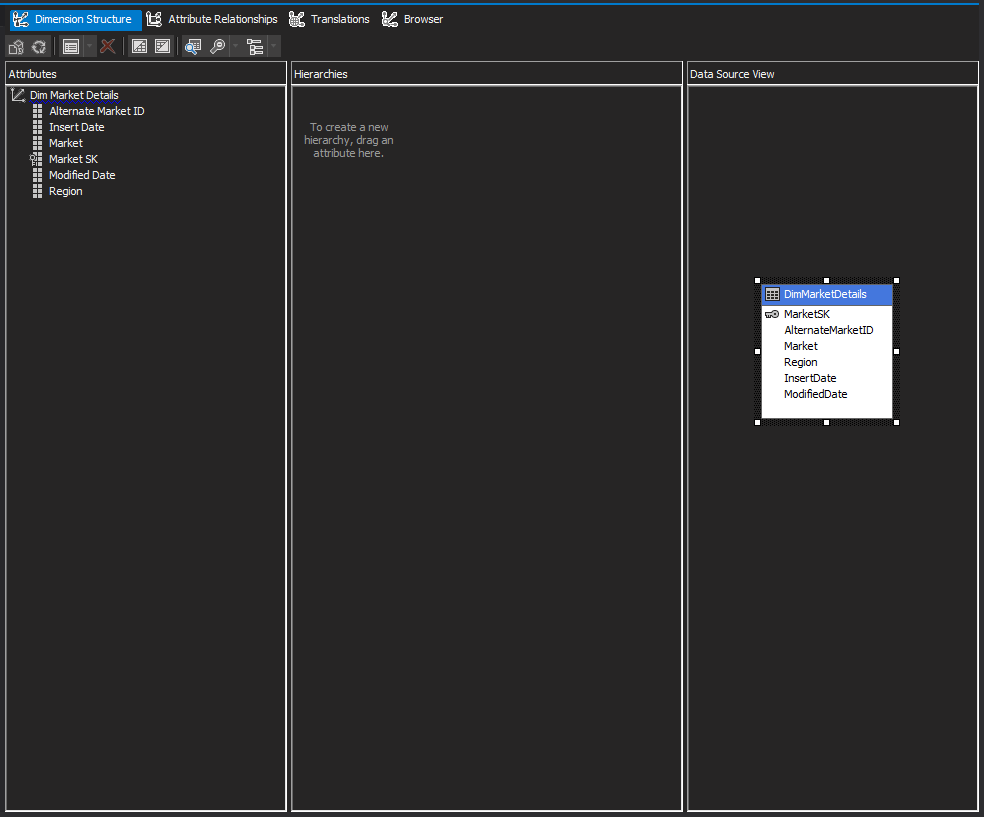 Dimension Structure Attribute Relationships Translations Browser
Attributes
Dim Market Details
Alternate Market ID
Insert Date
Market
Market SK
Modified Date
Region
Hierarchies
To create a new
hierarchy, drag an
attribute here.
Data Source View
DimMarketDetails
MarketSK
AlternateMarketID
Market
Region
InsertDate
ModifiedDate